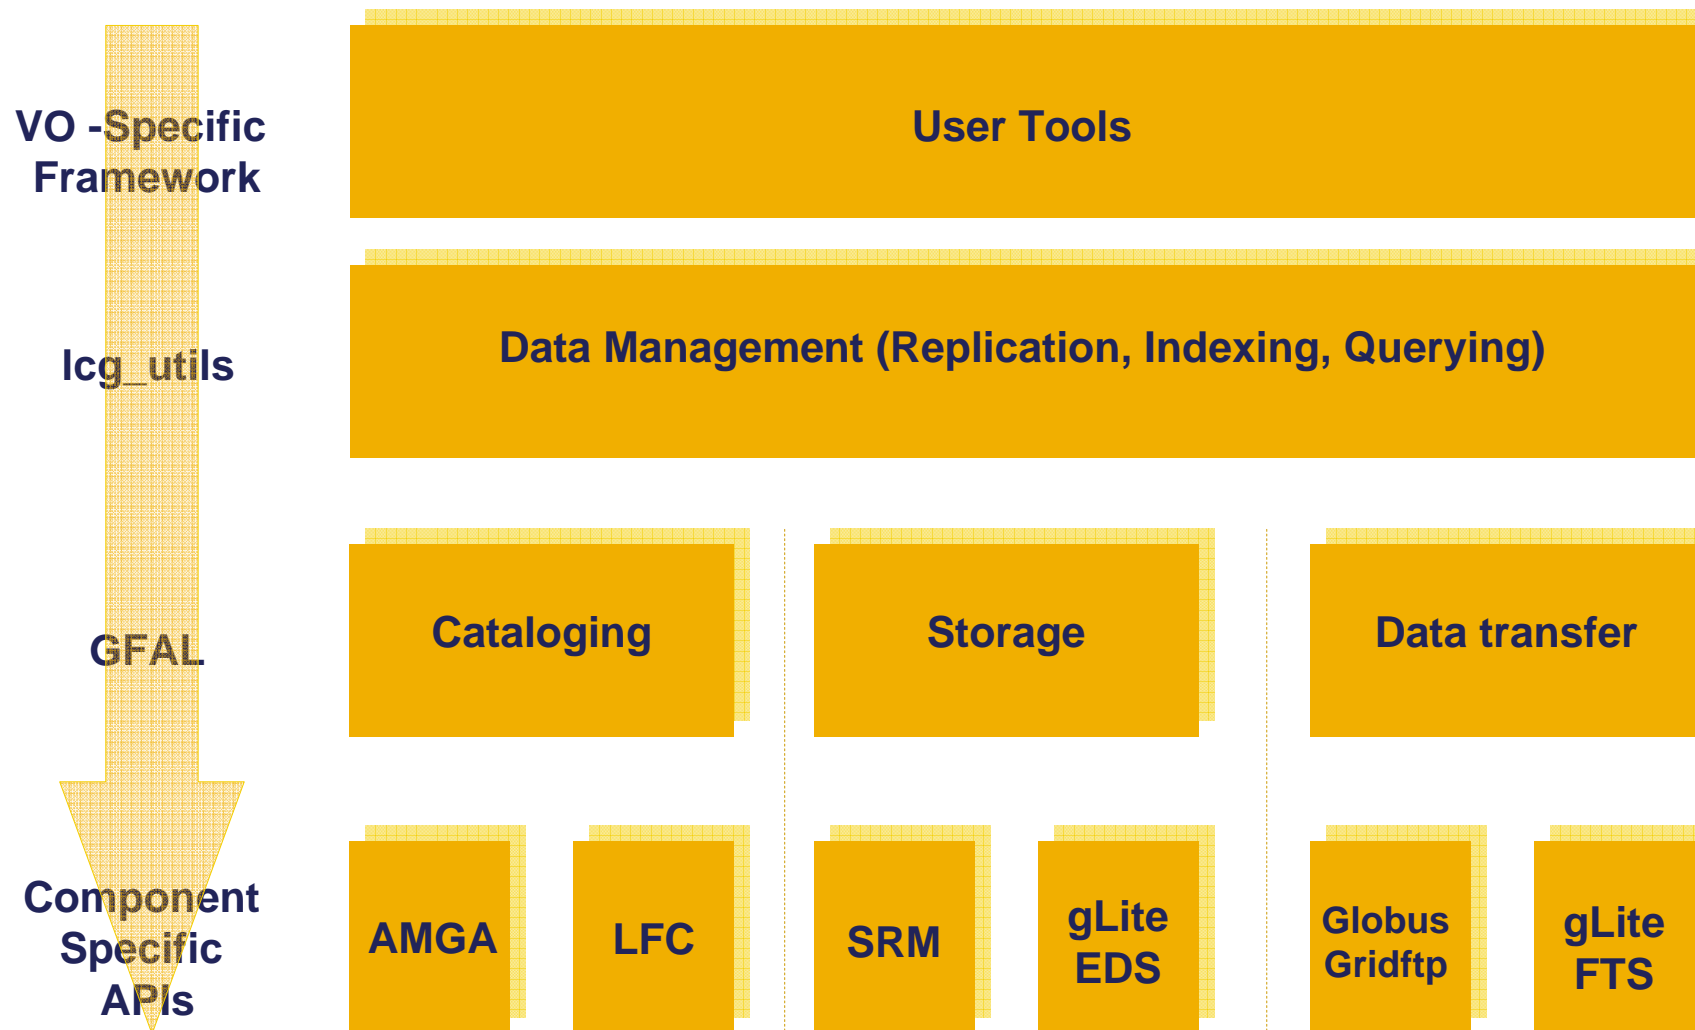 VO -Specific
Framework
User Tools
lcg_utils
Data Management (Replication, Indexing, Querying)
GFAL
Cataloging
Storage
Data transfer
Component
Specific
APIs
AMGA
LFC
SRM
gLite
EDS
Globus
Gridftp
gLite
FTS